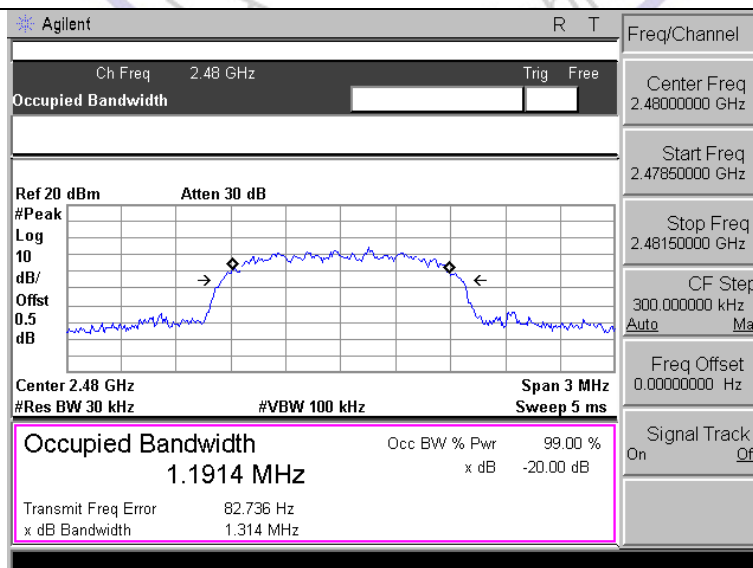 Agilent R T
Ch Freq 2.48 GHz Trig Free
Occupied Bandwidth
Ref 20 dBm Atten 30 dB
#Peak
Log
10
dB/
Offst
0.5
dB
Center 2.48 GHz Span 3 MHz
#Res BW 30 kHz #VBW 100 kHz Sweep 5 ms
Occupied Bandwidth Occ BW % Pwr 99.00 %
1.1914 MHz x dB -20.00 dB
Transmit Freq Error 82.736 Hz
x dB Bandwidth 1.314 MHz
Freq/Channel
Center Freq
2.48000000 GHz
Start Freq
2.47850000 GHz
Stop Freq
2.48150000 GHz
CF Step
300.000000 kHz
Auto Ma
Freq Offset
0.00000000 Hz
Signal Track
On Of